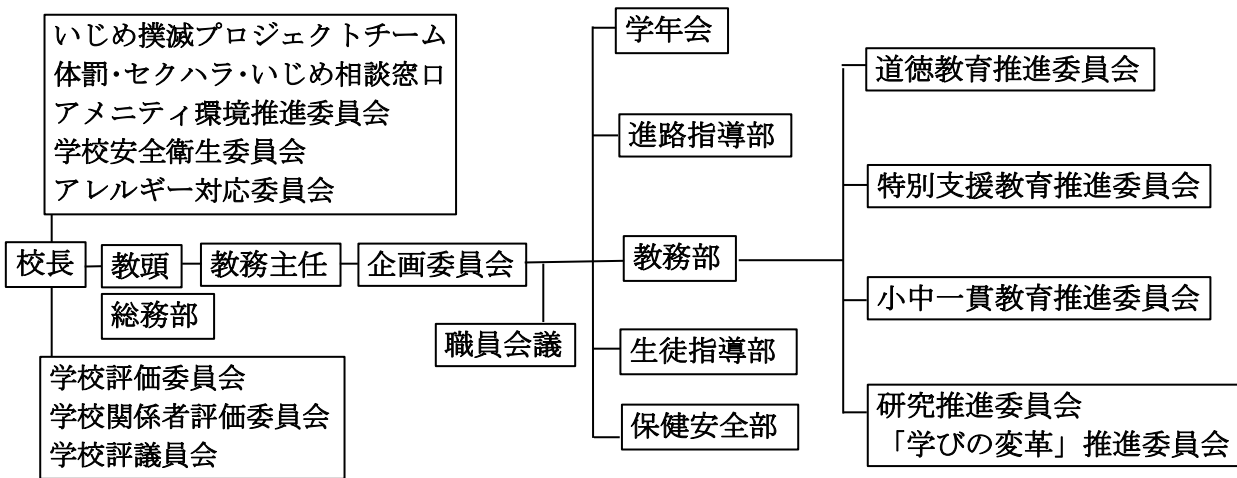 いじめ撲滅プロジェクトチーム
体罰･セクハラ･いじめ相談窓口
アメニティ環境推進委員会
学校安全衛生委員会
アレルギー対応委員会
校長
教頭
総務部
教務主任
企画委員会
職員会議
学校評価委員会
学校関係者評価委員会
学校評議員会
学年会
進路指導部
教務部
生徒指導部
保健安全部
道徳教育推進委員会
特別支援教育推進委員会
小中一貫教育推進委員会
研究推進委員会
「学びの変革」推進委員会